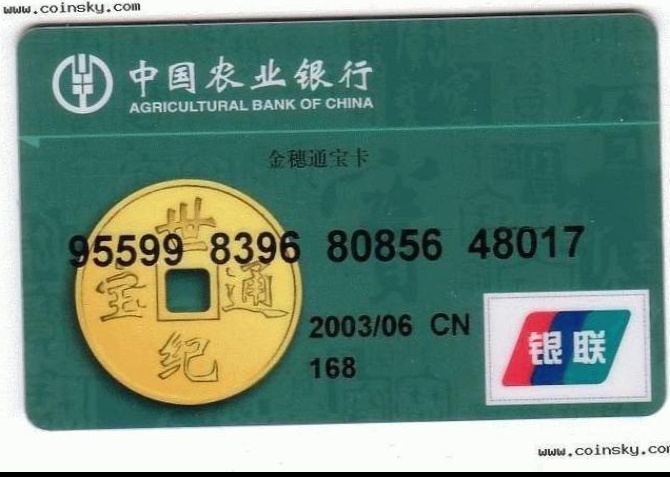 www.coinsky.com
中国农业银行
AGRICULTURAL BANK OF CHINA
金穗通宝卡
世
95599 8396 80856 48017
宝 通
2003/06 CN
纪
168
银联
www.coinsky.com